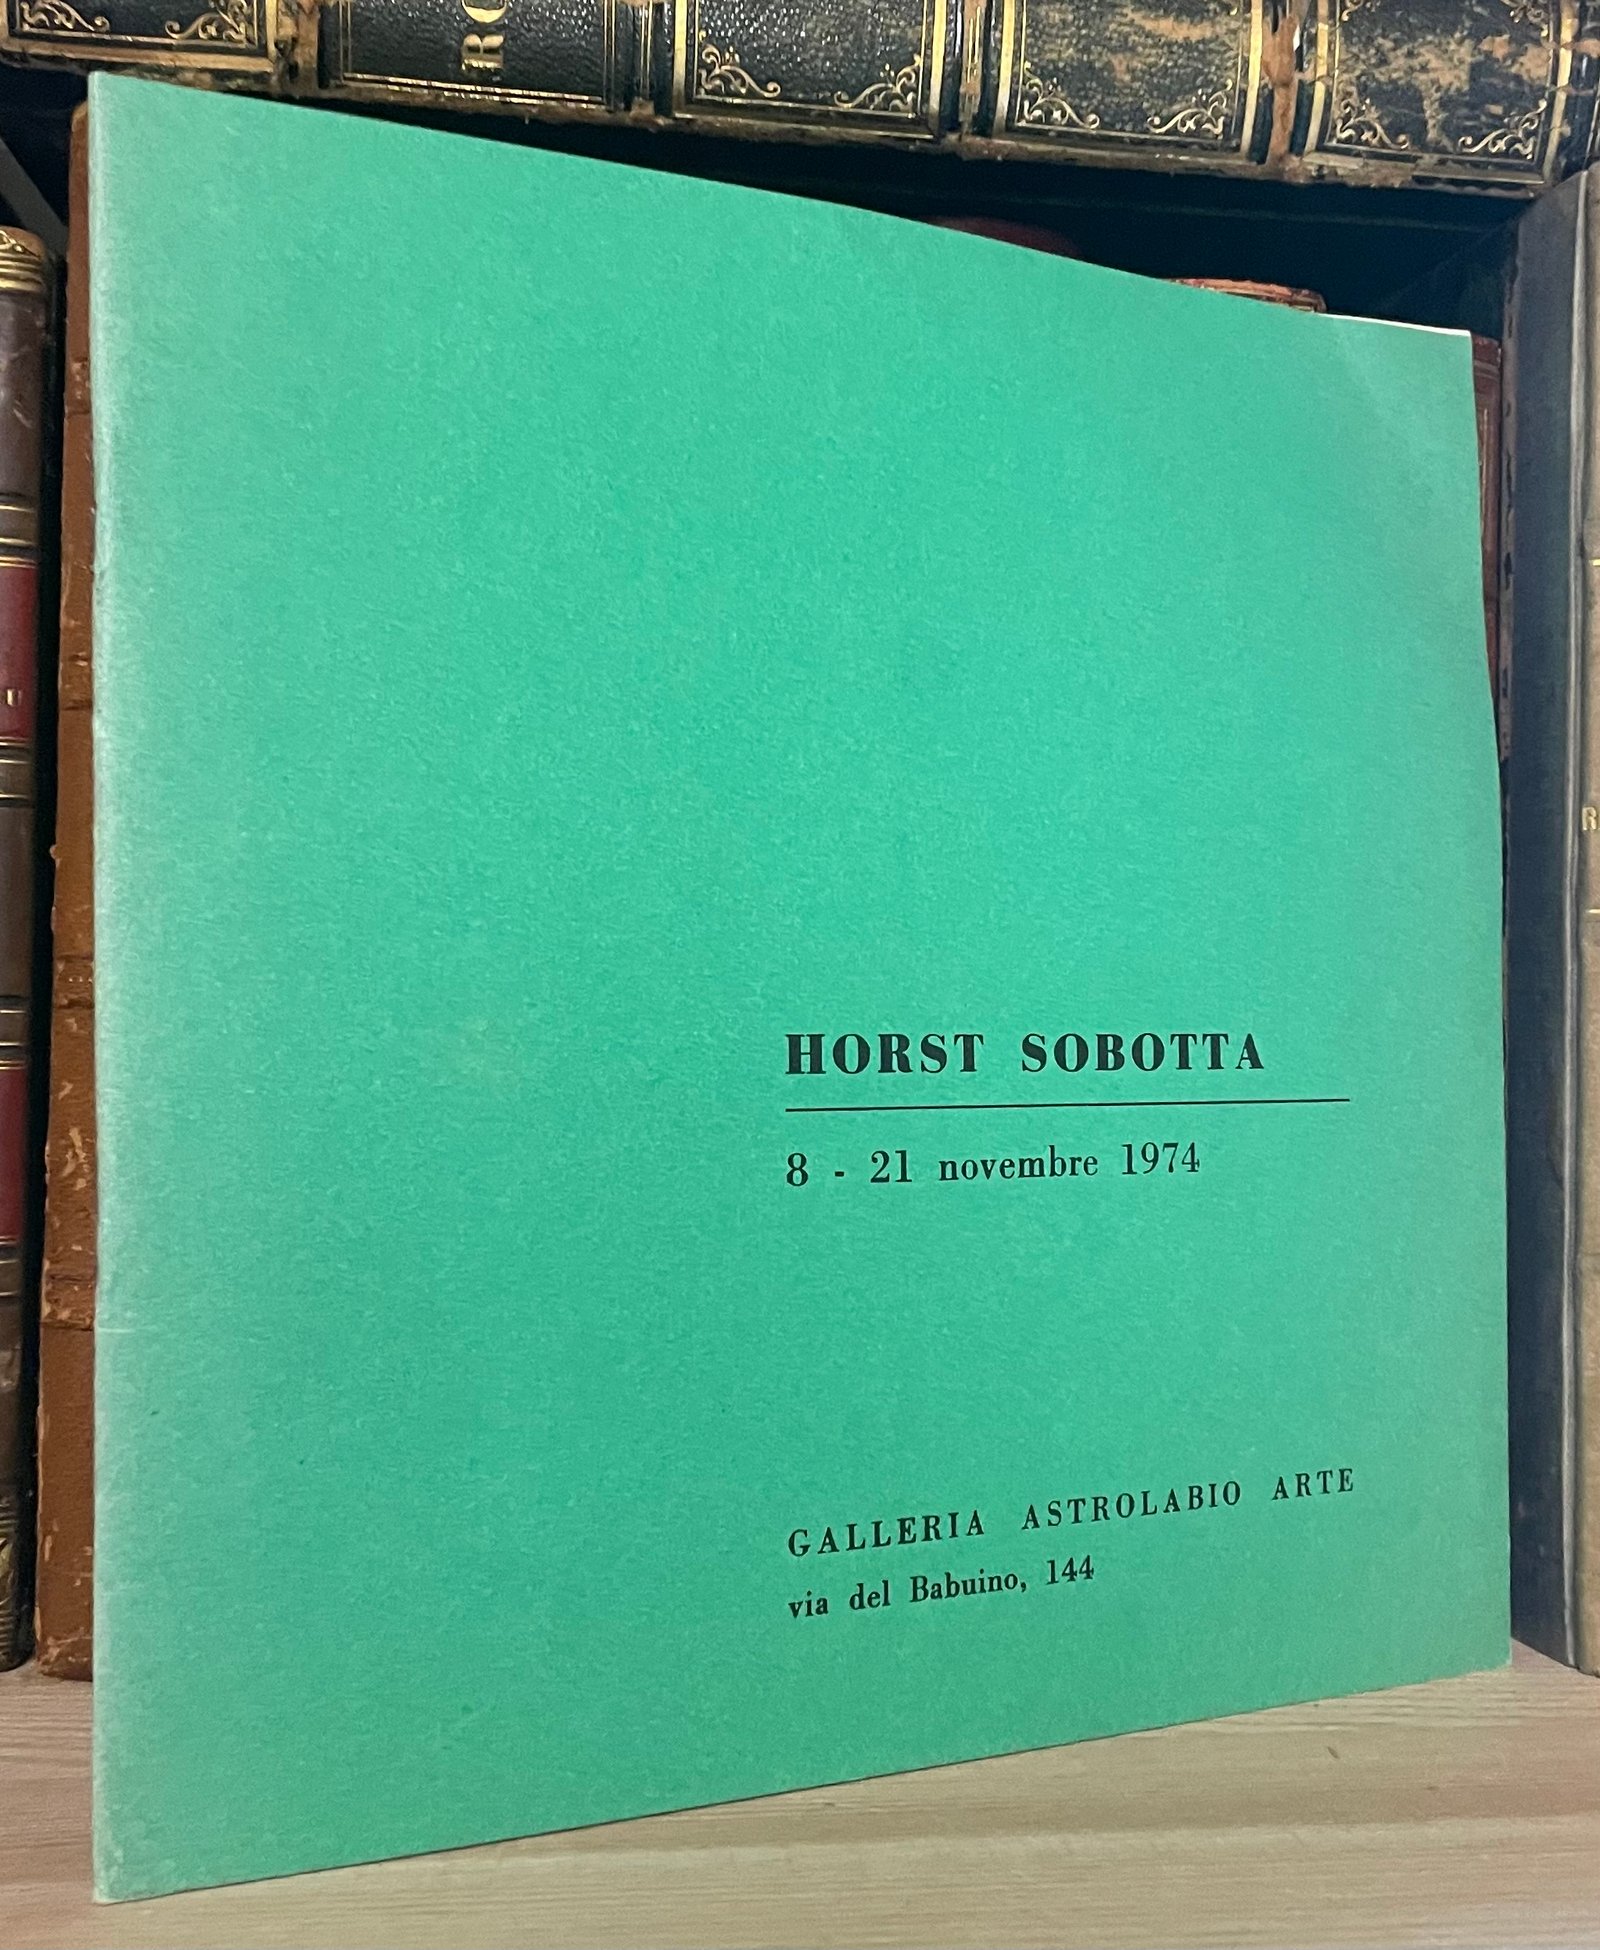 HORST SOBOTTA
8 - 21 novembre 1974
GALLERIA ASTROLABIO ARTE
via del Babuino, 144